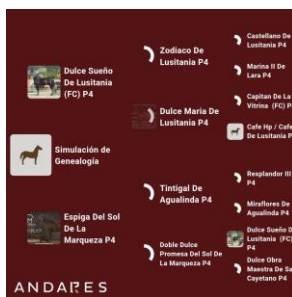 Castellano De
Lusitania P4
Zodiaco De
Lusitania P4
Marina II De
Lara P4
Dulce Sueño
De Lusitania
(FC) P4
Capitan De La
Vitrina (FC) P4
Dulce Maria De
Lusitania P4
Cafe Hp / Cafe
De Lusitania P4
Simulación de
Genealogía
Resplandor III
P4
Tintigal De
Agualinda P4
Miraflores De
Agualinda P4
Espiga Del Sol
De La
Marqueza P4
Dulce Sueño D
Lusitania (FC)
P4
Doble Dulce
Promesa Del Sol De
La Marqueza P4
Dulce Obra
Maestra De Sa
Cayetano P4
ANDARES